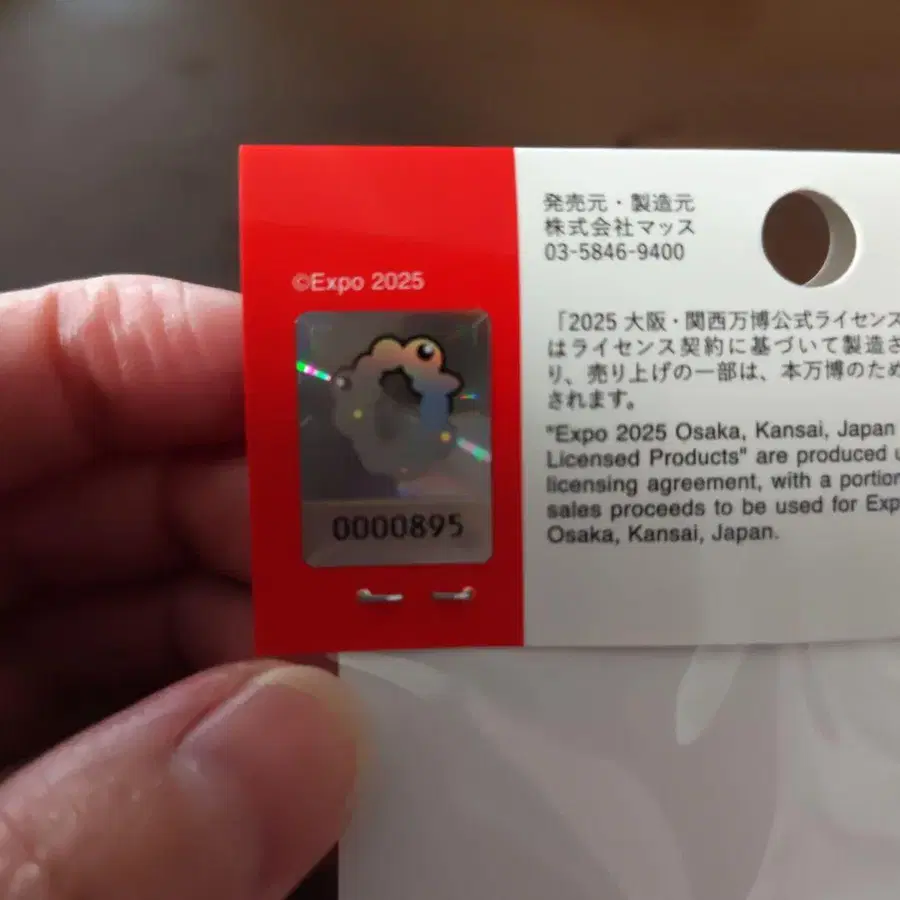 ©Expo 2025
0000895
発売元・製造元
株式会社マッス
03-5846-9400
「2025 大阪・関西万博公式ライセンス
はライセンス契約に基づいて製造さ
り、売り上げの一部は、本万博のため
されます。
"Expo 2025 Osaka, Kansai, Japan
Licensed Products" are produced u
licensing agreement, with a portion
sales proceeds to be used for Exp
Osaka, Kansai, Japan.